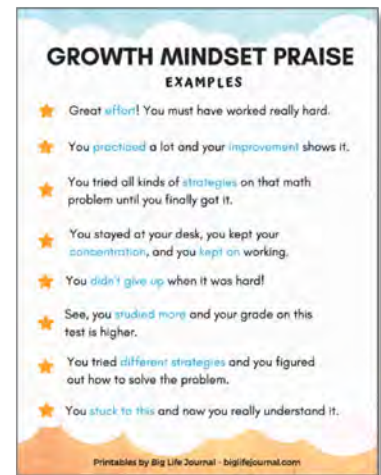 GROWTH MINDSET PRAISE
EXAMPLES
Great effort! You must have worked really hard.
You practiced a lot and your improvement shows it.
You tried all kinds of strategies on that math
problem until you finally got it.
You stayed at your desk, you kept your
concentration, and you kept on working.
You didn't give up when it was hard!
See, you studied more and your grade on this
test is higher.
You tried different strategies and you figured
out how to solve the problem.
You stuck to this and now you really understand it.
Printables by Big Life Journal - biglifejournal.com